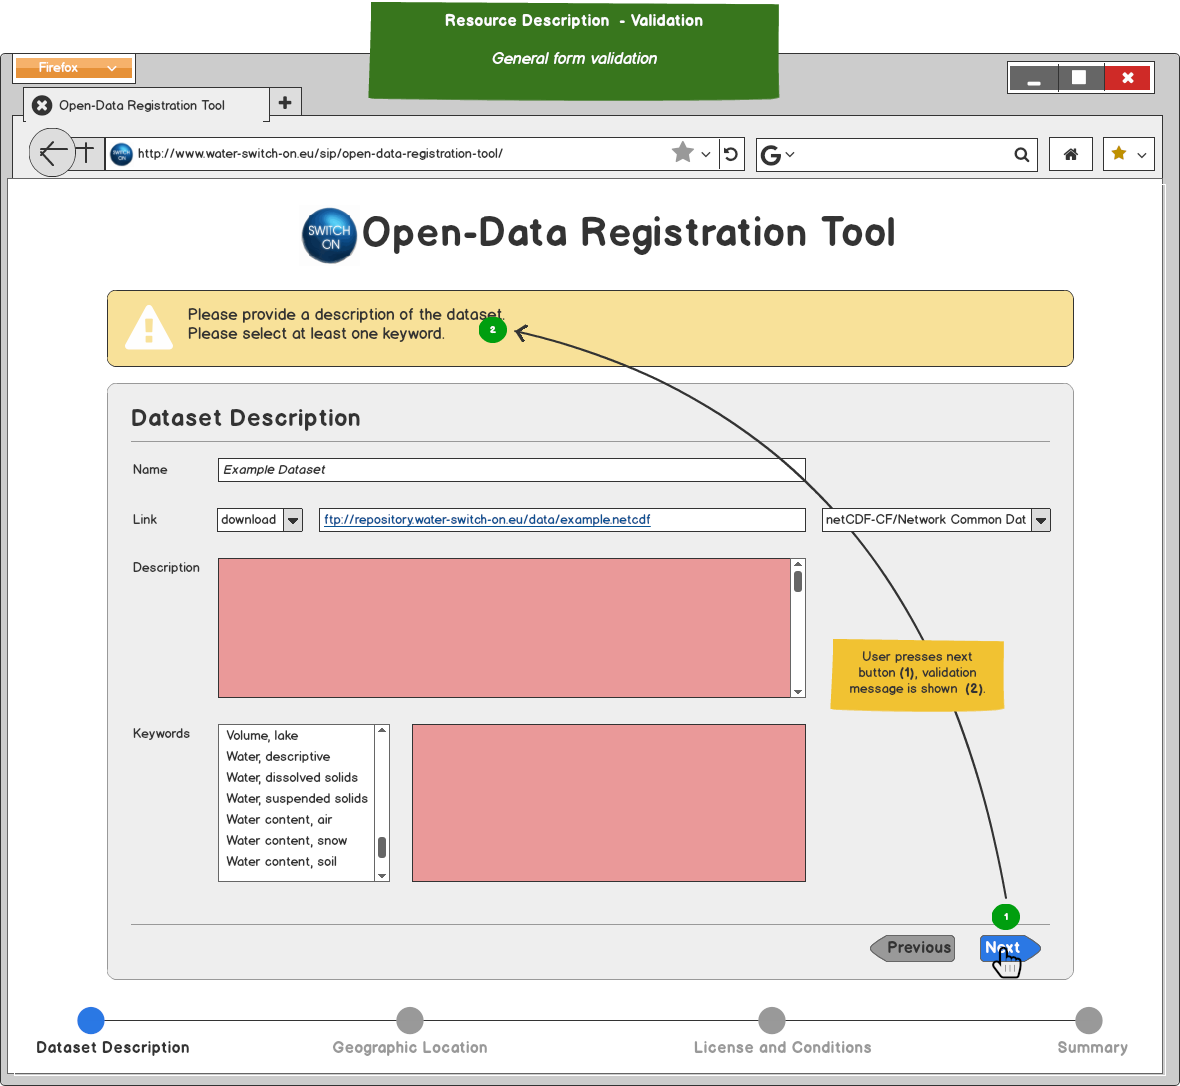 Resource Description - Validation
General form validation
Firefox
Open-Data Registration Tool
http://www.water-switch-on.eu/sip/open-data-registration-tool/
SWITCH
ON
G
SWITCH
ON
Open-Data Registration Tool
Please provide a description of the dataset.
Please select at least one keyword.
2
Dataset Description
Name
Example Dataset
Link
download
ftp://repository.water-switch-on.eu/data/example.netcdf
netCDF-CF/Network Common Dat
Description
User presses next
button (1), validation
message is shown (2).
Keywords
Volume, lake
Water, descriptive
Water, dissolved solids
Water, suspended solids
Water content, air
Water content, snow
Water content, soil
1
Previous
Next
Dataset Description
Geographic Location
License and Conditions
Summary